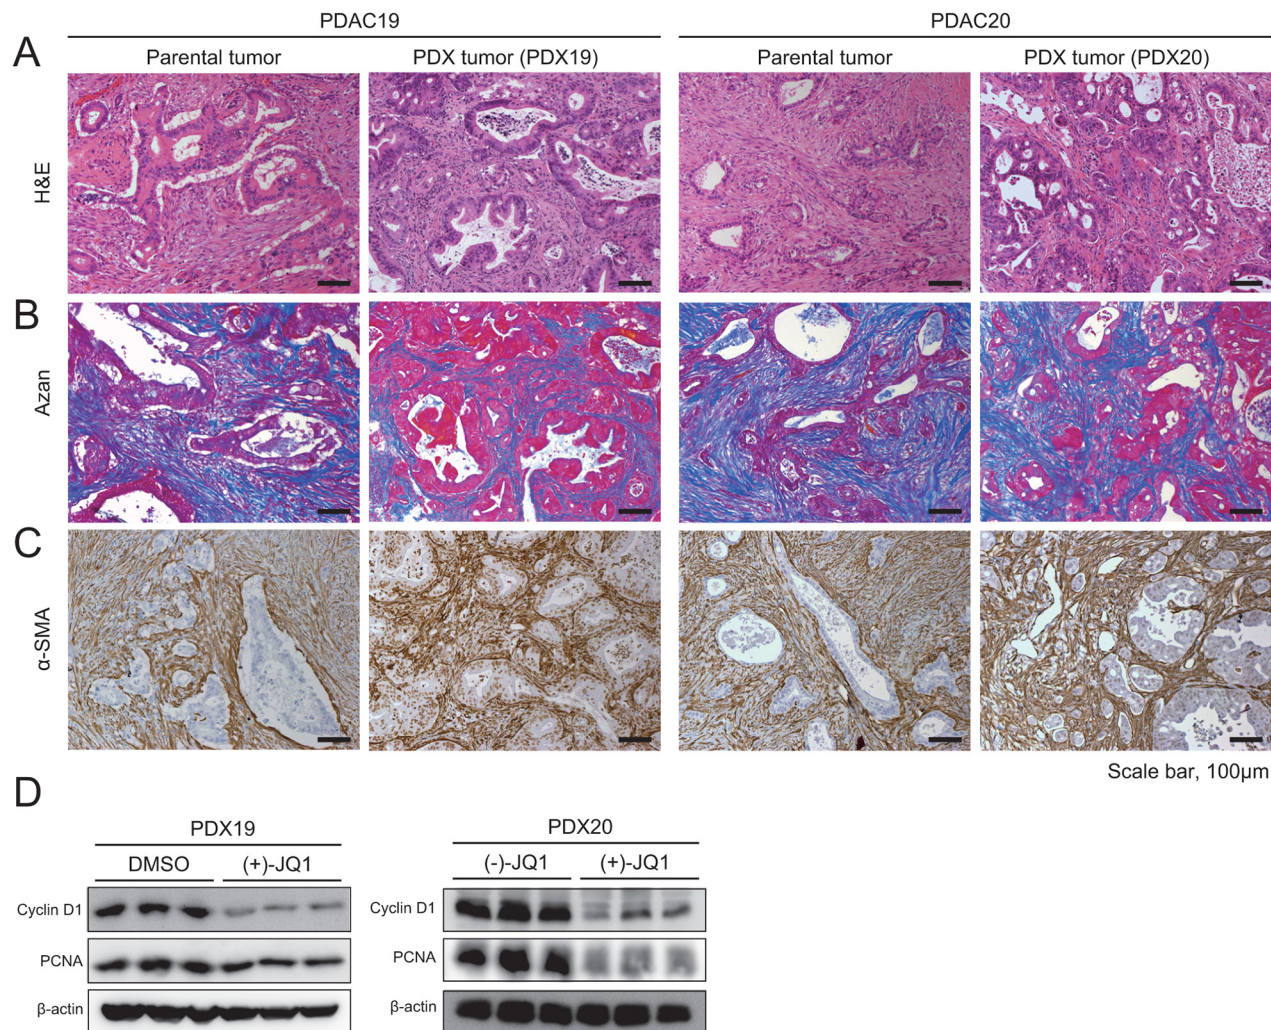 PDAC19 PDAC20
A Parental tumor PDX tumor (PDX19) Parental tumor PDX tumor (PDX20)
H&E
B
Azan
C
α-SMA
Scale bar, 100µm
D
PDX19 PDX20
DMSO (+)-JQ1 (-)-JQ1 (+)-JQ1
Cyclin D1 Cyclin D1
PCNA PCNA
β-actin β-actin